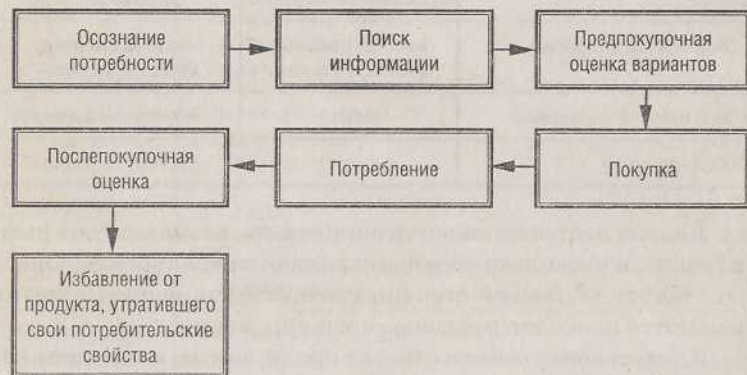 Осознание
потребности
Поиск
информации
Предпокупочная
оценка вариантов
Покупка
Потребление
Послепокупочная
оценка
Избавление от
продукта, утратившего
свои потребительские
свойства